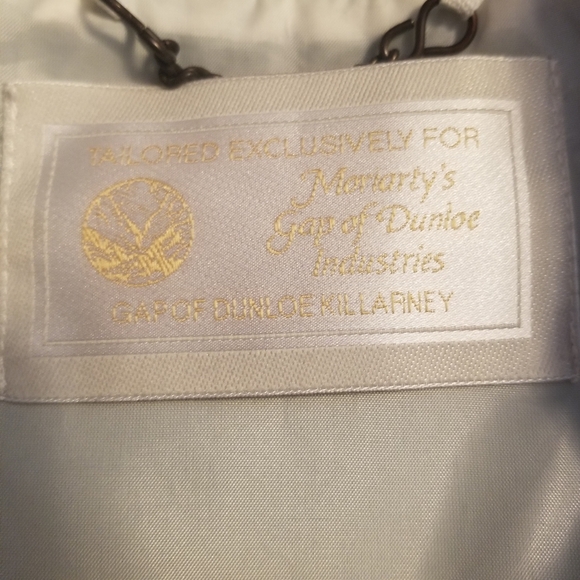 TAILORED EXCLUSIVELY FOR
Moriarty's
Gap of Dunloe
Industries
GAP OF DUNLOE KILLARNEY